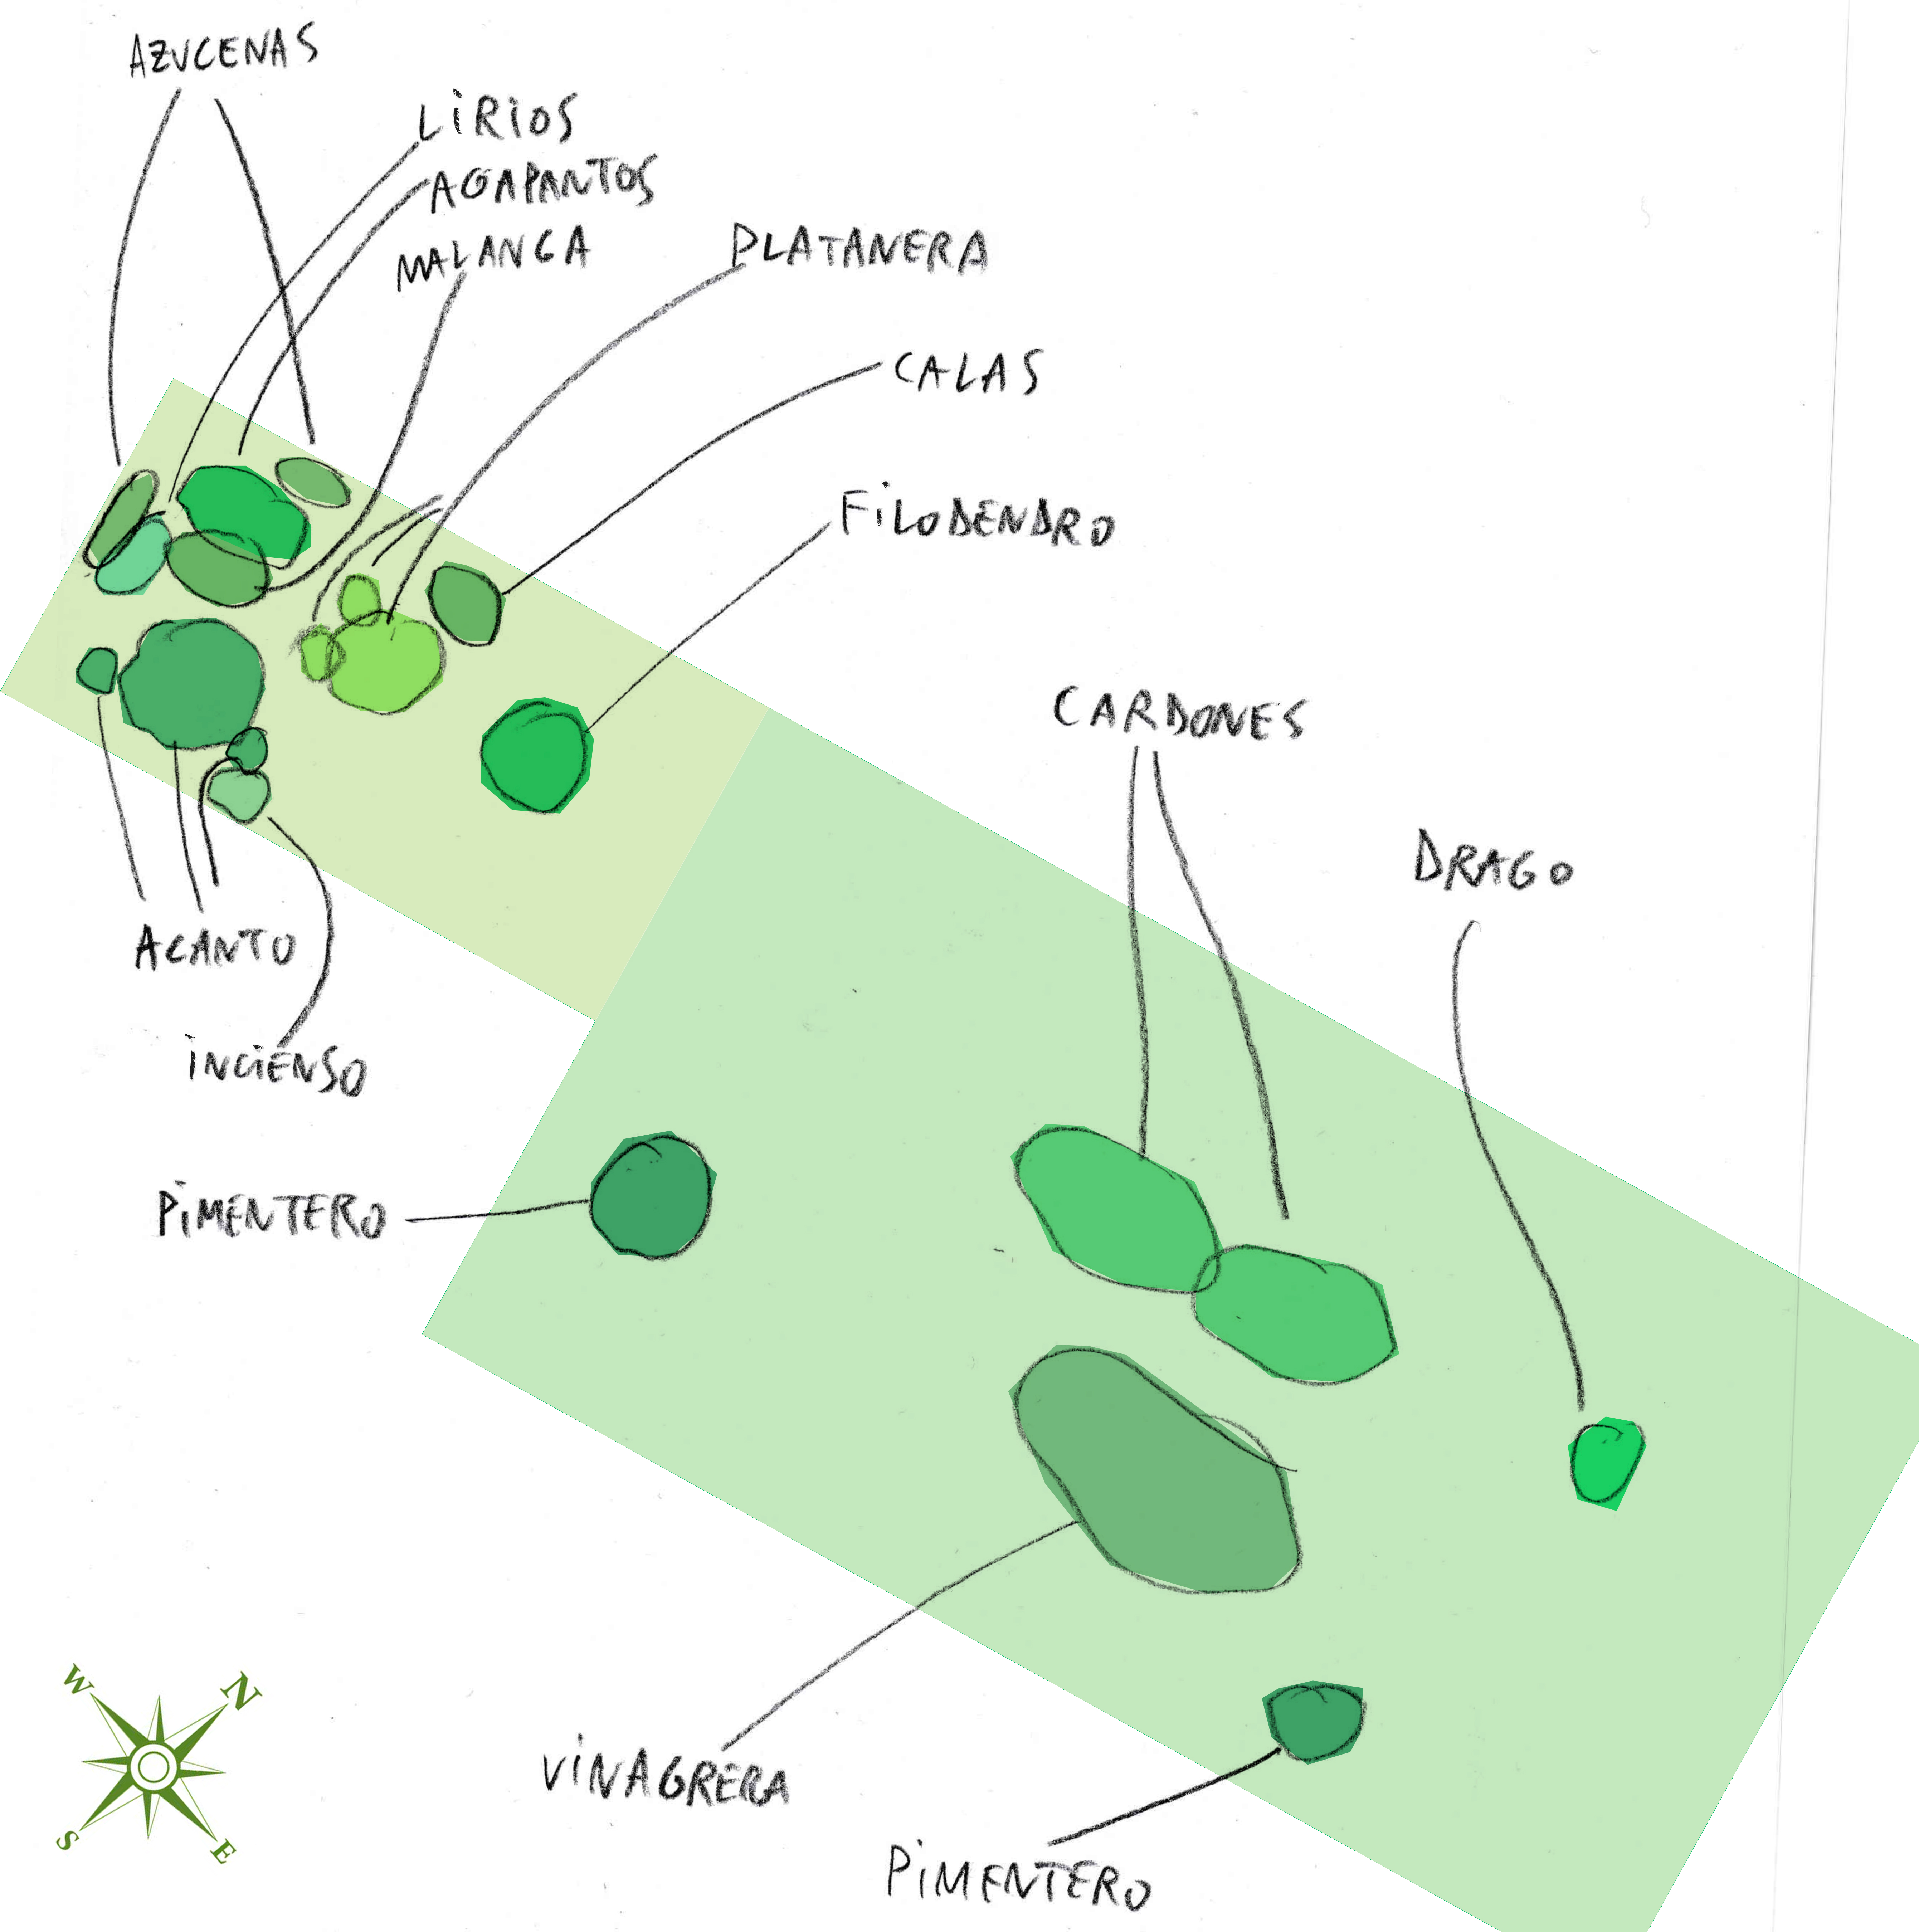 AZUCENAS
LiRiOS
AGAPANTOS
MALANGA
PLATANERA
CALAS
FiLODENDRO
CARDONES
DRAGO
ACANTO
iNCiENSO
PiMENTERO
ViNAGRERA
PiMENTERO
W
N
S
E